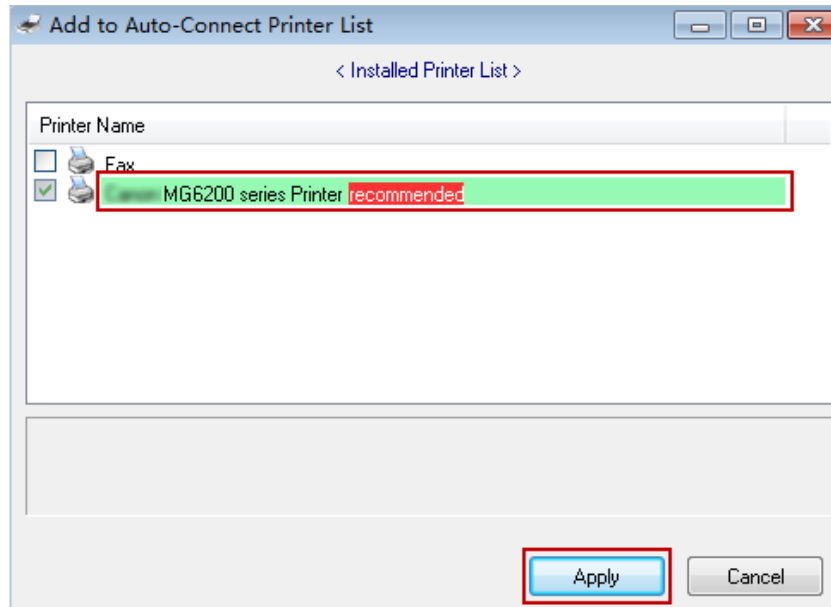 Add to Auto-Connect Printer List
< Installed Printer List >
Printer Name
Fax
MG6200 series Printer recommended
Apply
Cancel